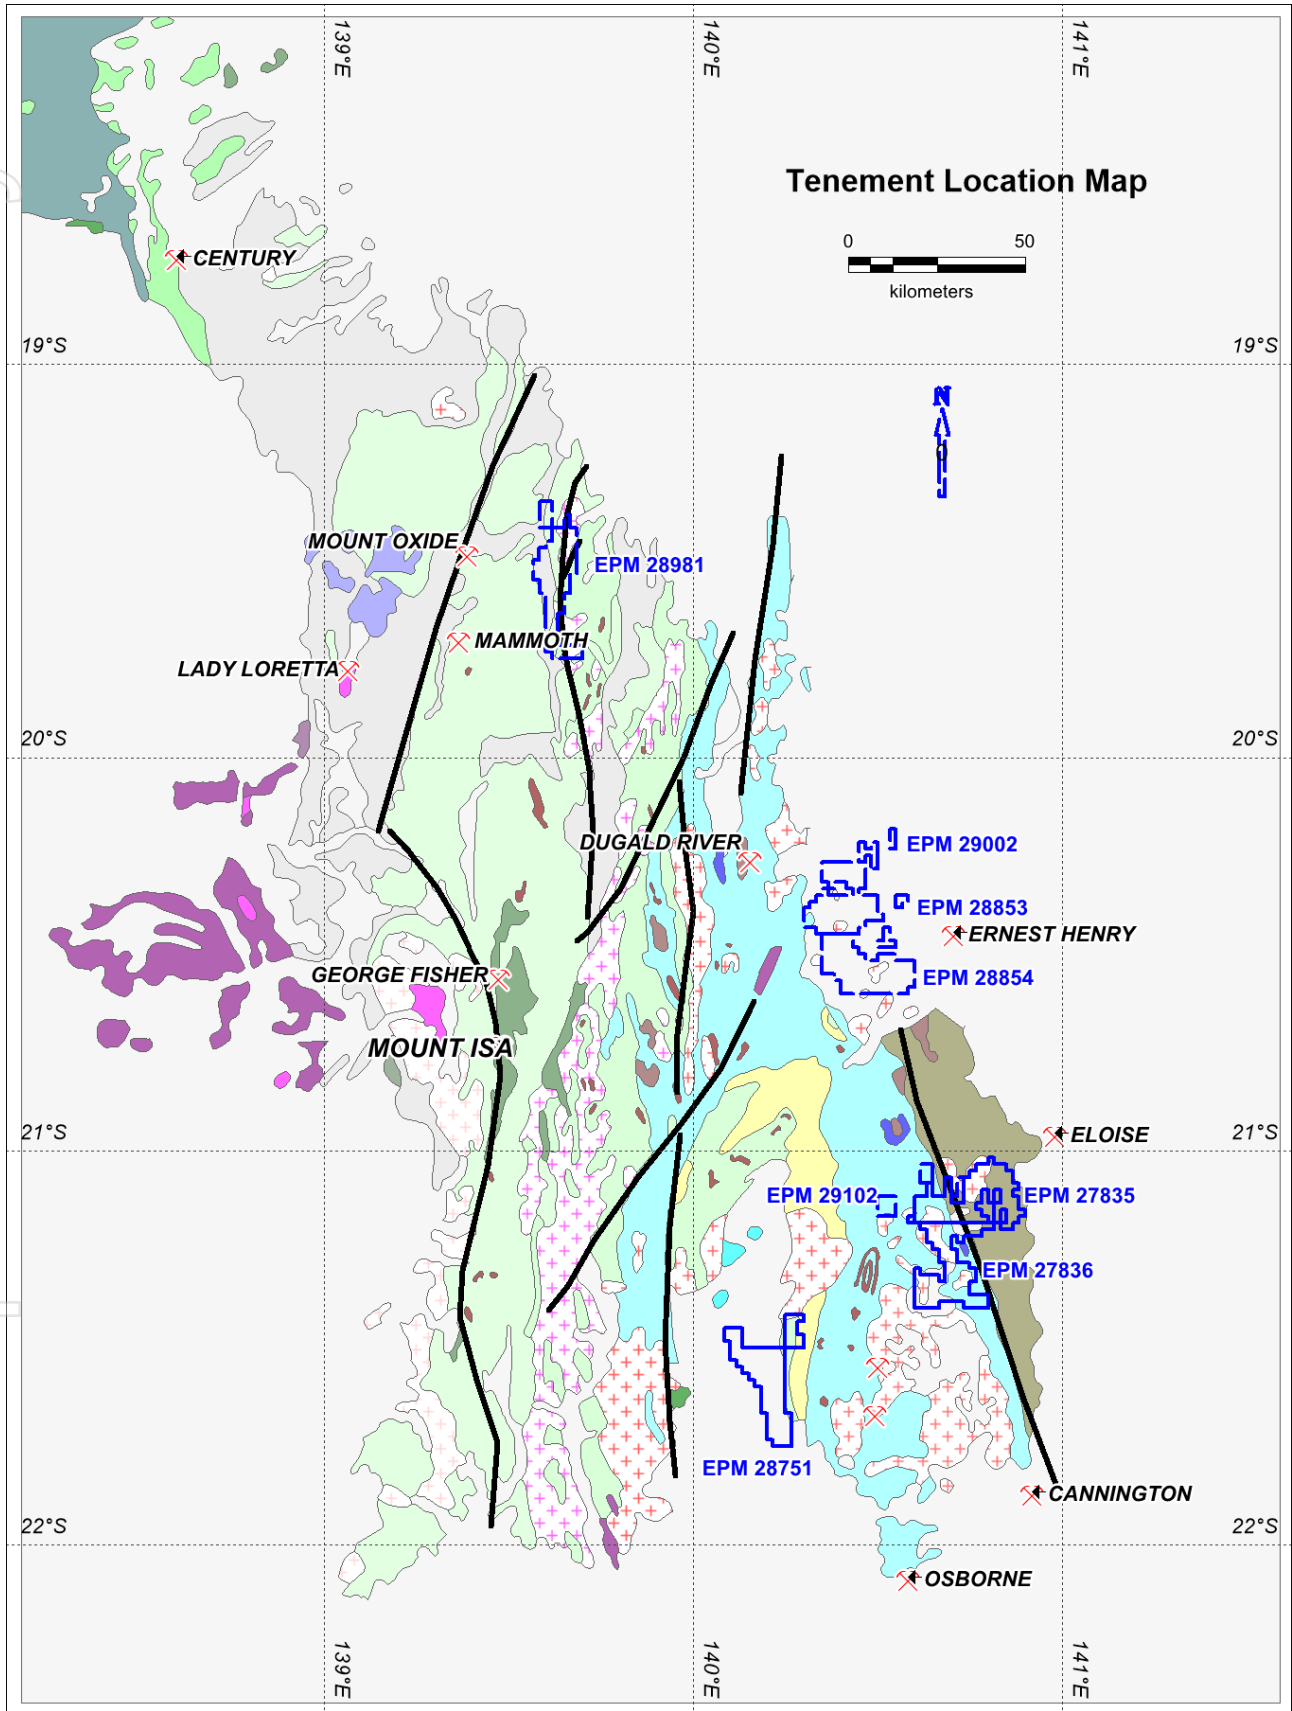 139°E
140°E
141°E
Tenement Location Map
0 50
kilometers
CENTURY
19°S
19°S
N
0
MOUNT OXIDE
EPM 28981
MAMMOTH
LADY LORETTA
20°S
20°S
DUGALD RIVER
EPM 29002
EPM 28853
ERNEST HENRY
GEORGE FISHER
EPM 28854
MOUNT ISA
21°S
ELOISE
21°S
EPM 29102
EPM 27835
EPM 27836
EPM 28751
CANNINGTON
22°S
22°S
OSBORNE
139°E
140°E
141°E